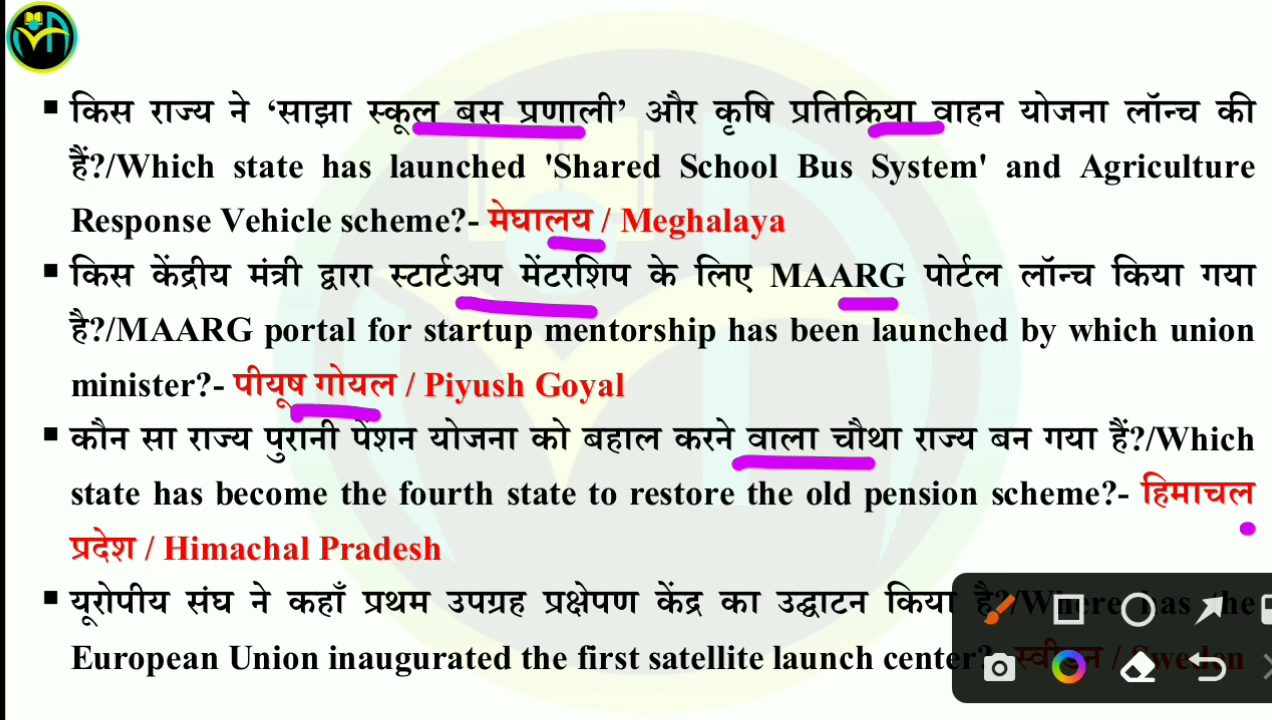 ▪ किस राज्य ने ‘साझा स्कूल बस प्रणाली’ और कृषि प्रतिक्रिया वाहन योजना लॉन्च की
हैं?/Which state has launched 'Shared School Bus System' and Agriculture
Response Vehicle scheme?- मेघालय / Meghalaya
▪ किस केंद्रीय मंत्री द्वारा स्टार्टअप मेंटरशिप के लिए MAARG पोर्टल लॉन्च किया गया
है?/MAARG portal for startup mentorship has been launched by which union
minister?- पीयूष गोयल / Piyush Goyal
▪ कौन सा राज्य पुरानी पेंशन योजना को बहाल करने वाला चौथा राज्य बन गया हैं?/Which
state has become the fourth state to restore the old pension scheme?- हिमाचल
प्रदेश / Himachal Pradesh
▪ यूरोपीय संघ ने कहाँ प्रथम उपग्रह प्रक्षेपण केंद्र का उद्घाटन किया है?/Where has the
European Union inaugurated the first satellite launch center?- स्वीडन / Sweden